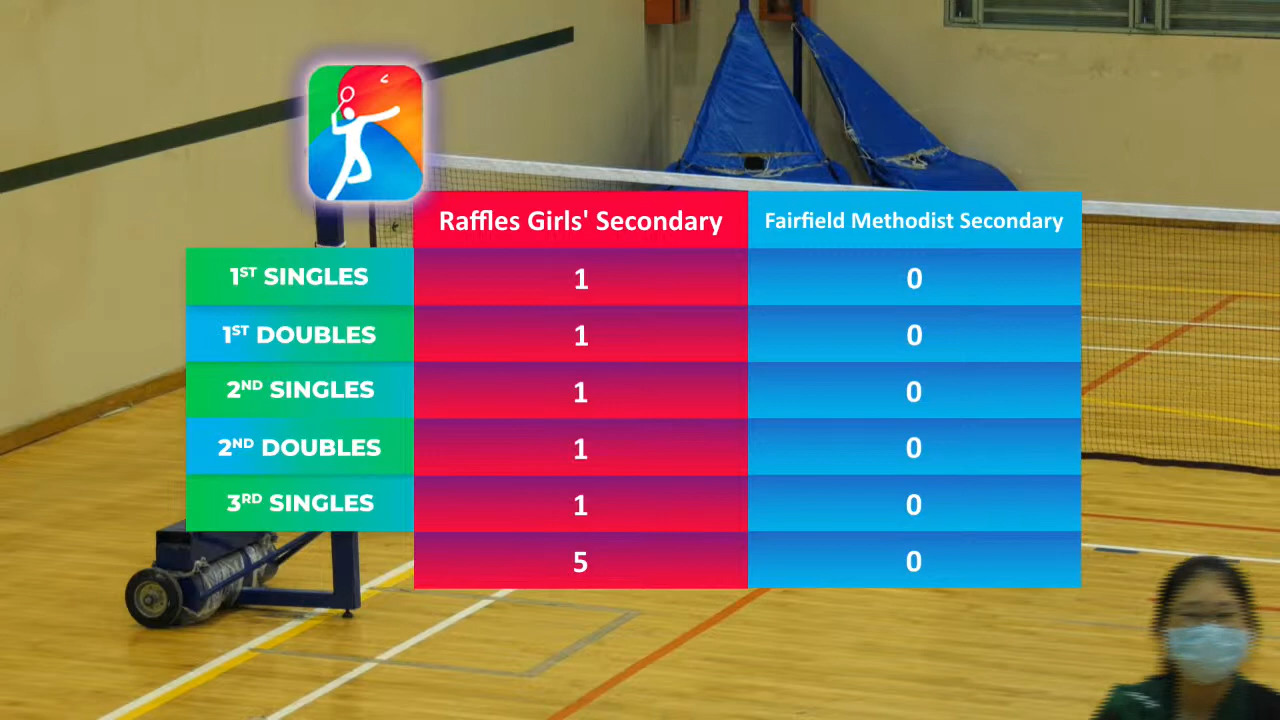 Raffles Girls' Secondary Fairfield Methodist Secondary
1ST SINGLES 1 0
1ST DOUBLES 1 0
2ND SINGLES 1 0
2ND DOUBLES 1 0
3RD SINGLES 1 0
5 0